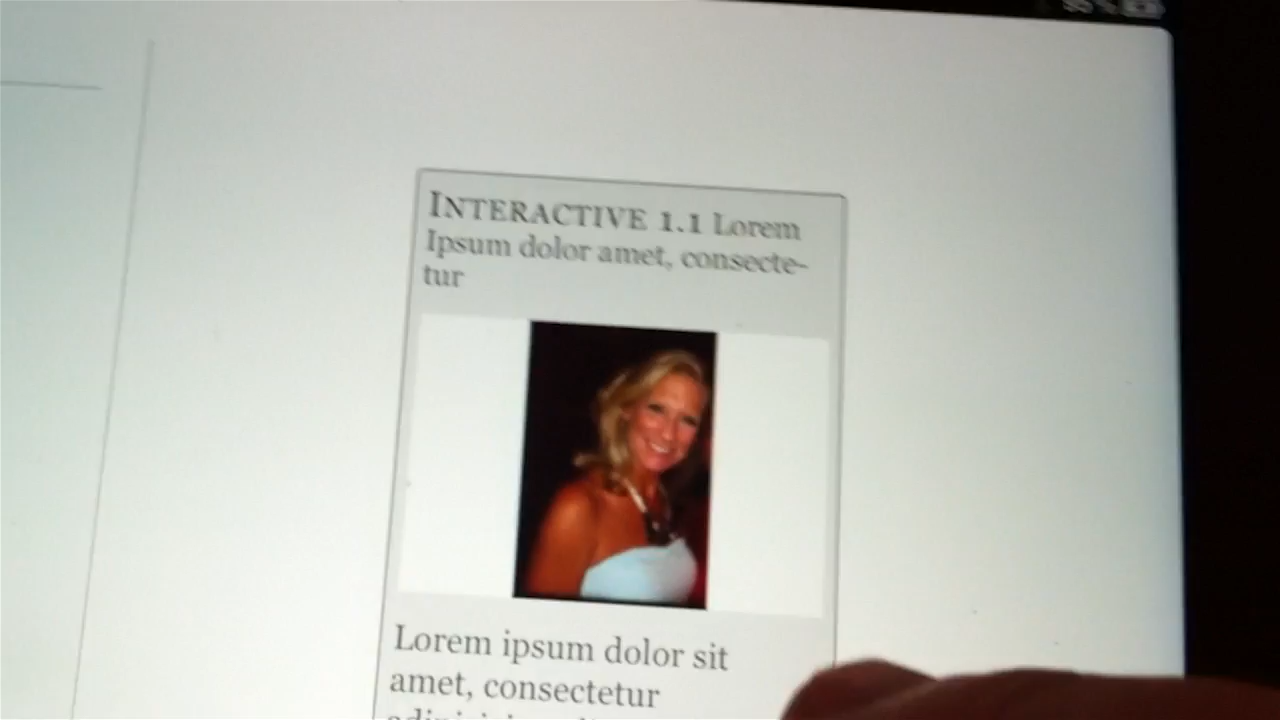 INTERACTIVE 1.1 Lorem
Ipsum dolor amet, consecte-
tur
Lorem ipsum dolor sit
amet, consectetur